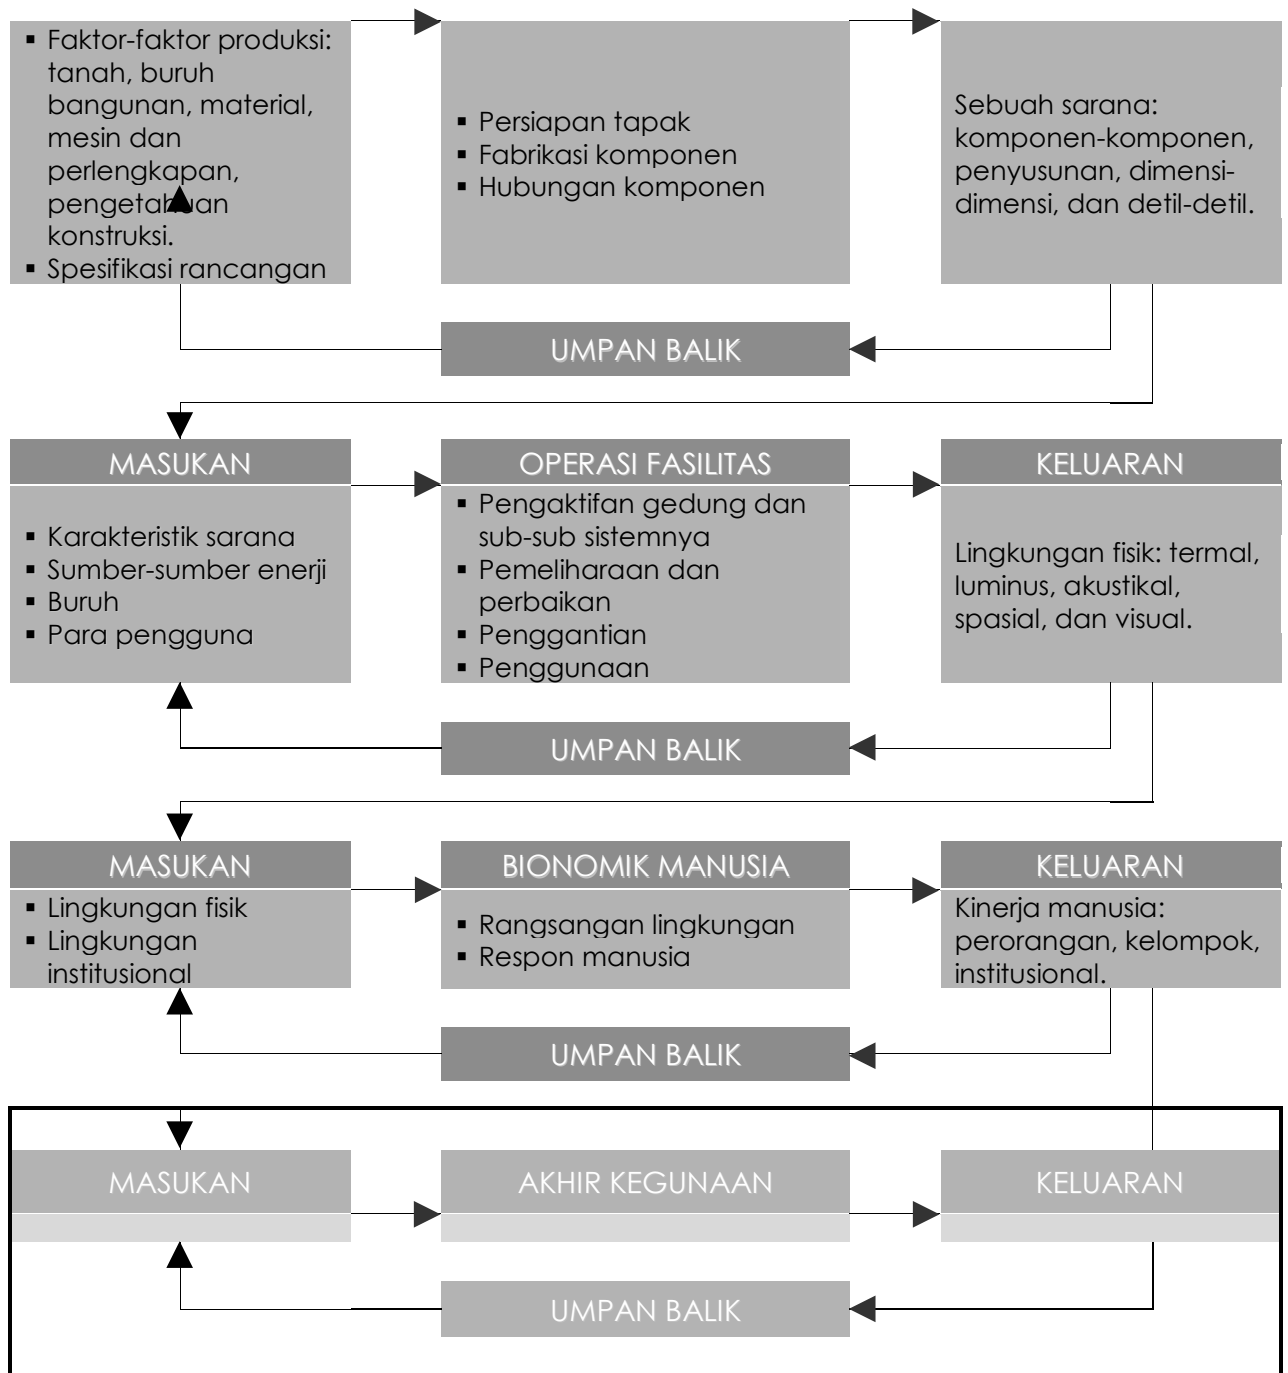 ▪ Faktor-faktor produksi:
tanah, buruh
bangunan, material,
mesin dan
perlengkapan,
pengetahuan
konstruksi.
▪ Spesifikasi rancangan
▪ Persiapan tapak
▪ Fabrikasi komponen
▪ Hubungan komponen
Sebuah sarana:
komponen-komponen,
penyusunan, dimensi-
dimensi, dan detil-detil.
UMPAN BALIK
MASUKAN
▪ Karakteristik sarana
▪ Sumber-sumber enerji
▪ Buruh
▪ Para pengguna
OPERASI FASILITAS
▪ Pengaktifan gedung dan
sub-sub sistemnya
▪ Pemeliharaan dan
perbaikan
▪ Penggantian
▪ Penggunaan
KELUARAN
Lingkungan fisik: termal,
luminus, akustikal,
spasial, dan visual.
UMPAN BALIK
MASUKAN
▪ Lingkungan fisik
▪ Lingkungan
institusional
BIONOMIK MANUSIA
▪ Rangsangan lingkungan
▪ Respon manusia
KELUARAN
Kinerja manusia:
perorangan, kelompok,
institusional.
UMPAN BALIK
MASUKAN
AKHIR KEGUNAAN
KELUARAN
UMPAN BALIK